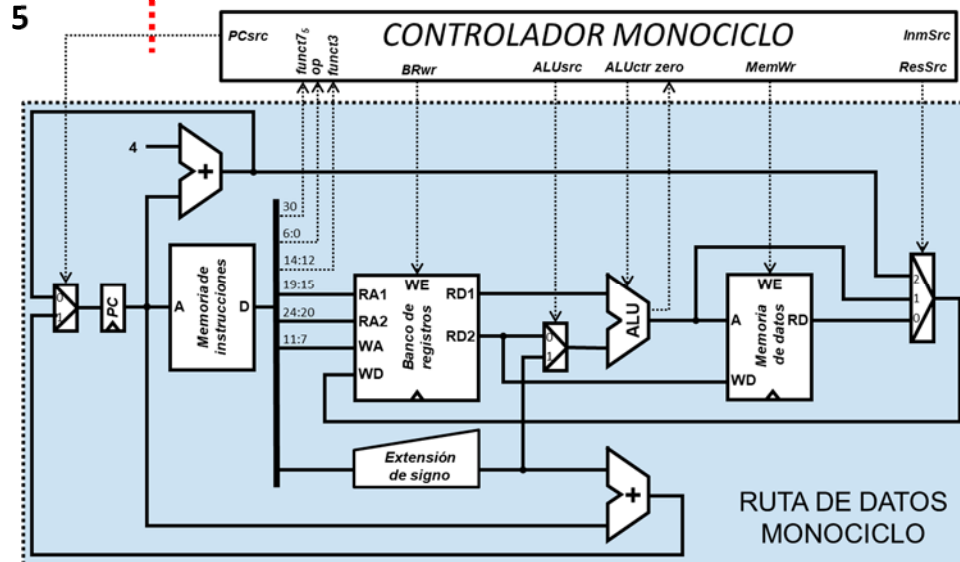 5
CONTROLADOR MONOCICLO
PCsrc
funct7₅
op
funct3
BRwr
ALUsrc
ALUctr
zero
MemWr
InmSrc
ResSrc
4
+
30
6:0
14:12
19:15
24:20
11:7
0
1
PC
A
Memoria de
instrucciones
D
RA1
RA2
WA
WD
WE
Banco de
registros
RD1
RD2
0
1
ALU
WE
A
Memoria
de datos
RD
WD
2
1
0
Extensión
de signo
+
RUTA DE DATOS
MONOCICLO